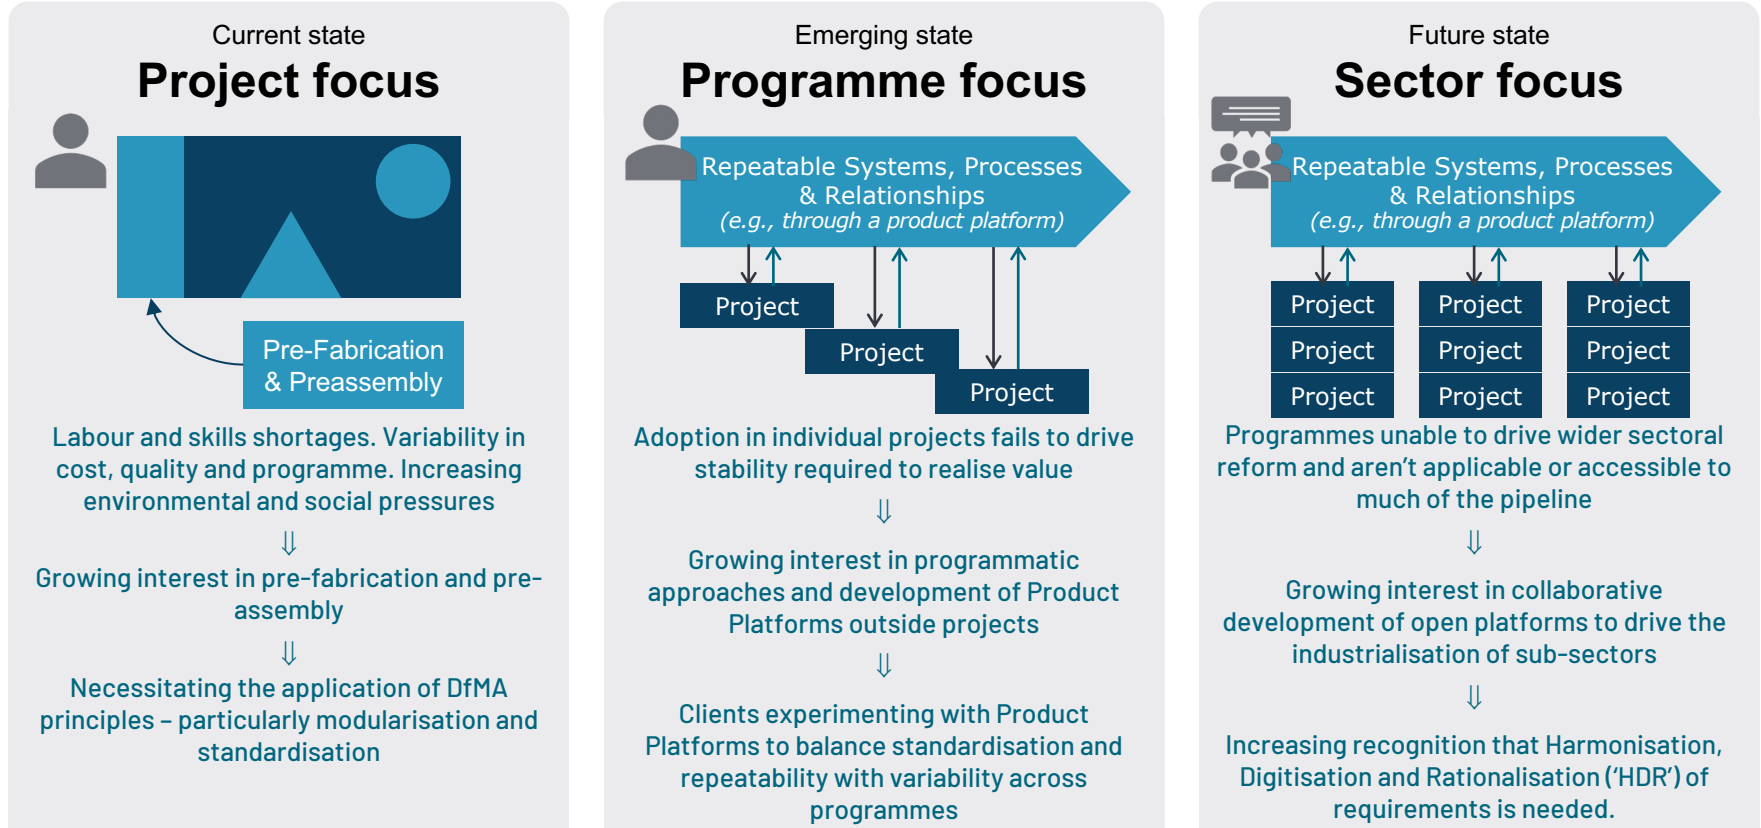 Current state
Project focus
Pre-Fabrication
& Preassembly
Labour and skills shortages. Variability in
cost, quality and programme. Increasing
environmental and social pressures
⇓
Growing interest in pre-fabrication and pre-
assembly
⇓
Necessitating the application of DfMA
principles – particularly modularisation and
standardisation
Emerging state
Programme focus
Repeatable Systems, Processes
& Relationships
(e.g., through a product platform)
Project
Project
Project
Adoption in individual projects fails to drive
stability required to realise value
⇓
Growing interest in programmatic
approaches and development of Product
Platforms outside projects
⇓
Clients experimenting with Product
Platforms to balance standardisation and
repeatability with variability across
programmes
Future state
Sector focus
Repeatable Systems, Processes
& Relationships
(e.g., through a product platform)
Project Project Project
Project Project Project
Project Project Project
Programmes unable to drive wider sectoral
reform and aren’t applicable or accessible to
much of the pipeline
⇓
Growing interest in collaborative
development of open platforms to drive the
industrialisation of sub-sectors
⇓
Increasing recognition that Harmonisation,
Digitisation and Rationalisation (‘HDR’) of
requirements is needed.